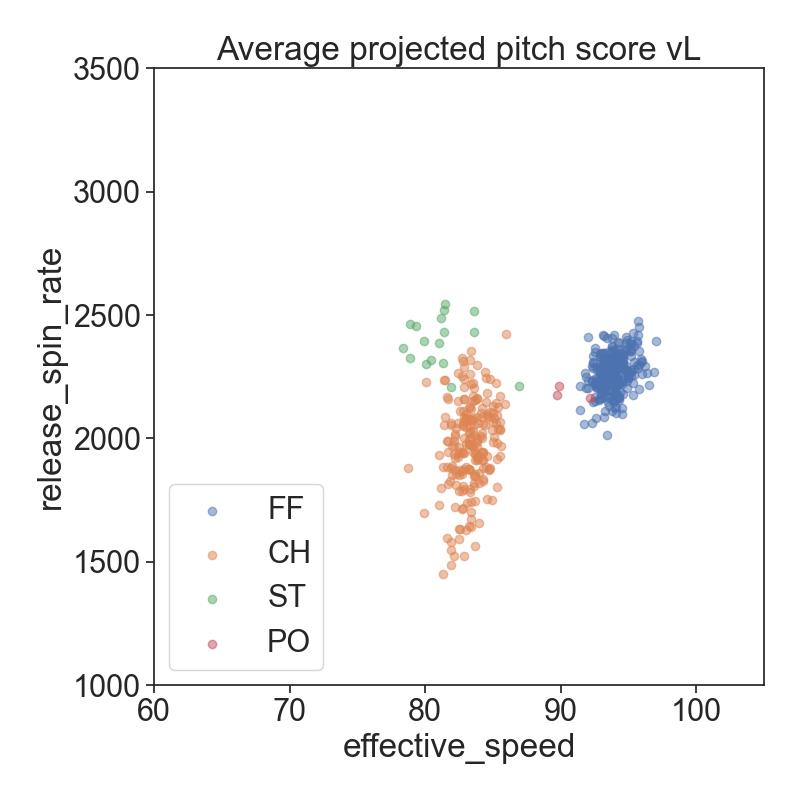 Average projected pitch score vL
3500
3000
2500
2000
1500
1000
release_spin_rate
FF
CH
ST
PO
60
70
80
90
100
effective_speed